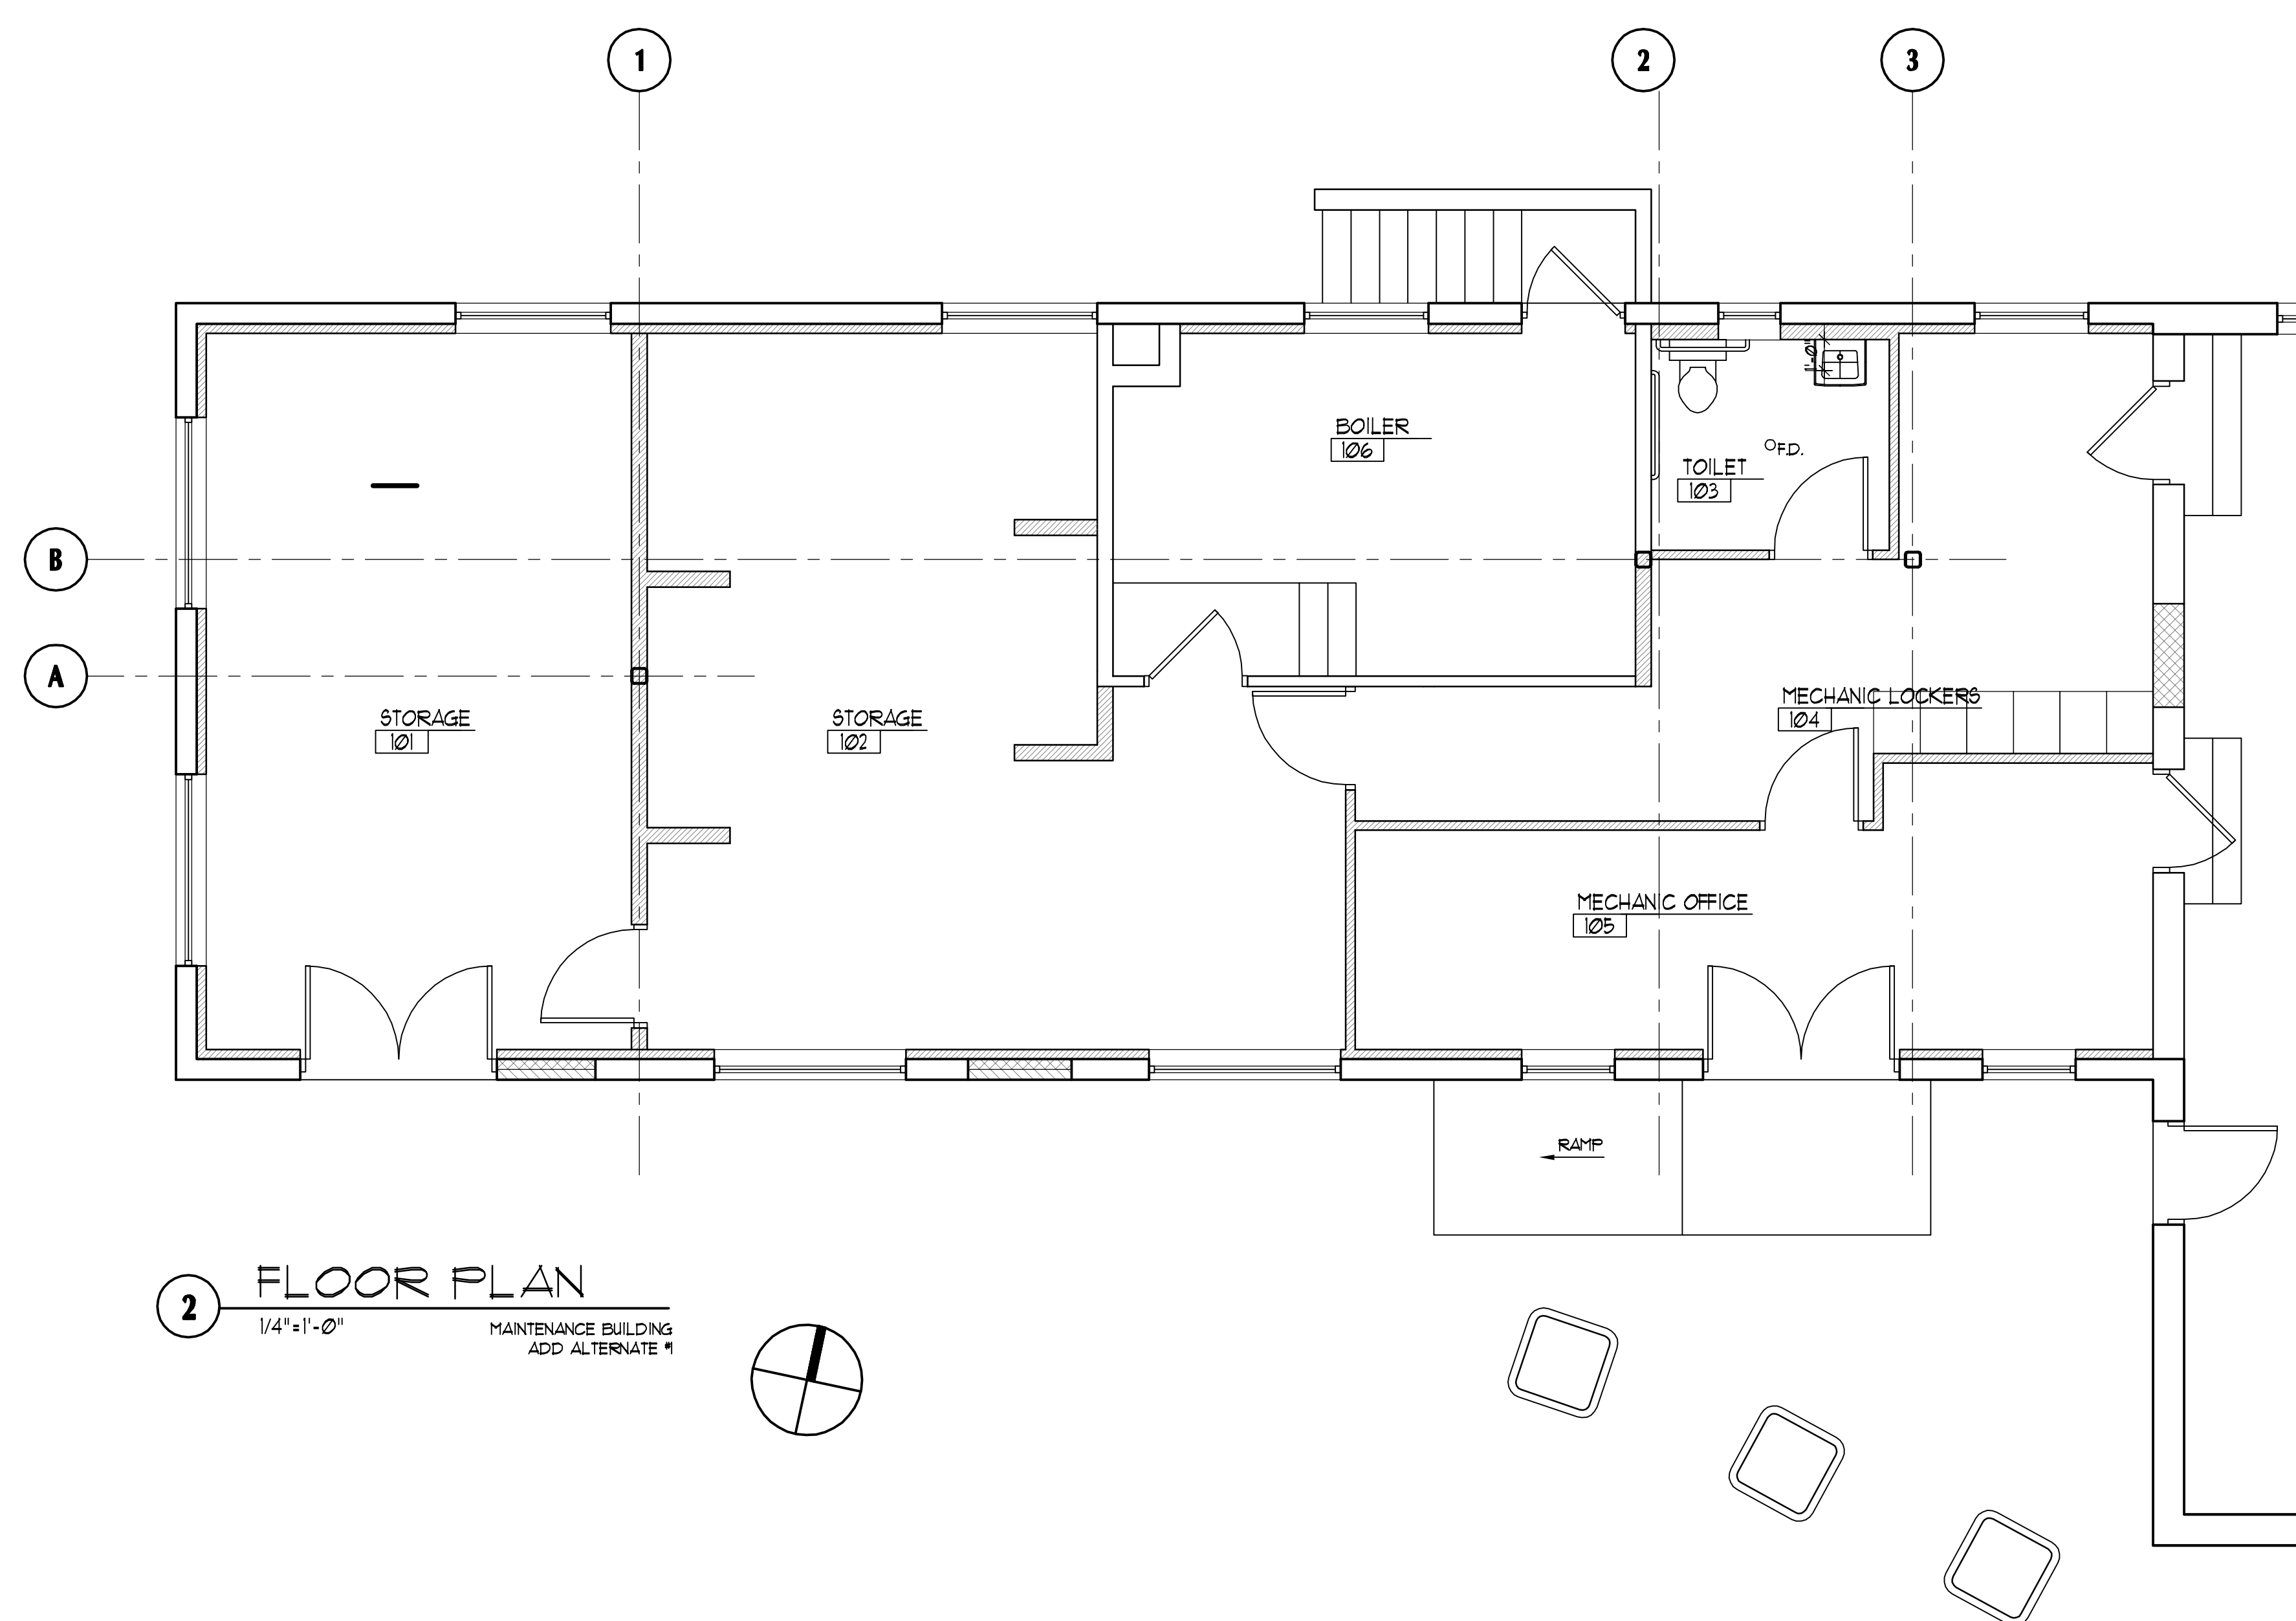 1
2
3
1'-0"
BOILER
106
F.D.
TOILET
103
B
A
MECHANIC LOCKERS
104
STORAGE
101
STORAGE
102
MECHANIC OFFICE
105
RAMP
2
FLOOR PLAN
1/4"=1'-0"
MAINTENANCE BUILDING
ADD ALTERNATE #1